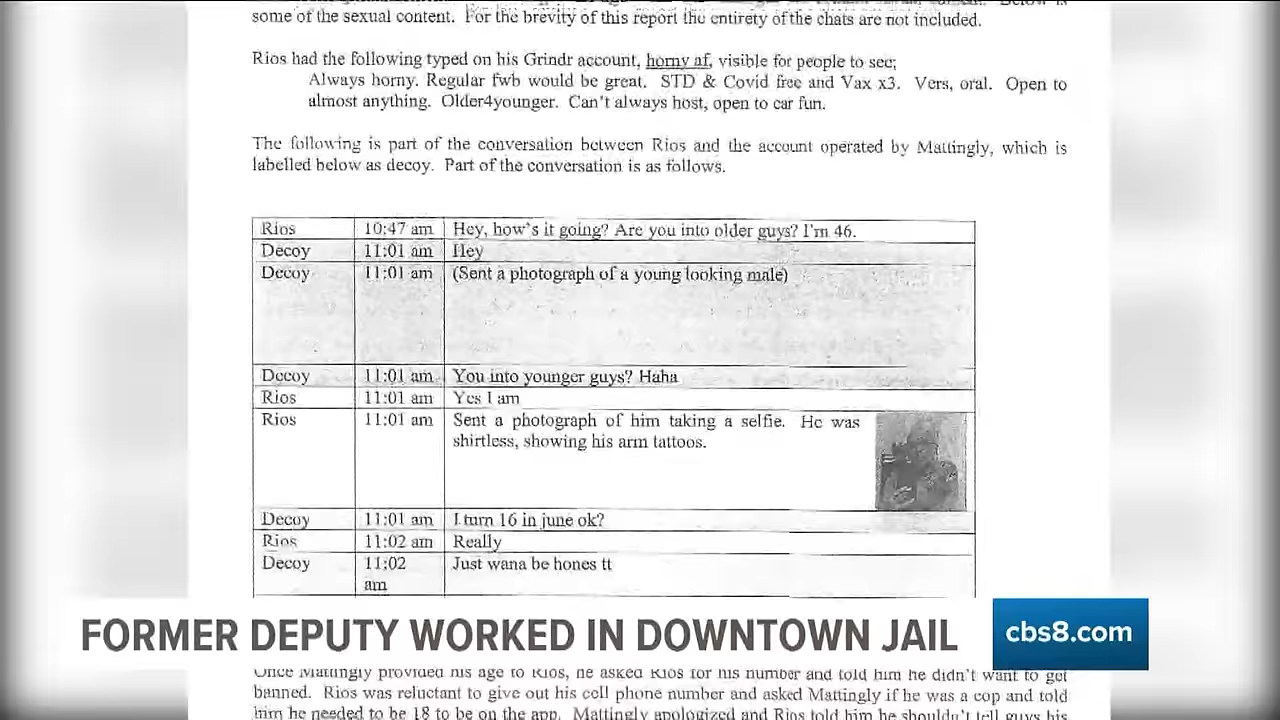 some of the sexual content. For the brevity of this report the entirety of the chats are not included.
Rios had the following typed on his Grindr account, horny af, visible for people to see;
Always horny. Regular fwb would be great. STD & Covid free and Vax x3. Vers, oral. Open to
almost anything. Older4younger. Can't always host, open to car fun.
The following is part of the conversation between Rios and the account operated by Mattingly, which is
labelled below as decoy. Part of the conversation is as follows.
Rios 10:47 am Hey, how's it going? Are you into older guys? I'm 46.
Decoy 11:01 am Hey
Decoy 11:01 am (Sent a photograph of a young looking male)
Decoy 11:01 am You into younger guys? Haha
Rios 11:01 am Yes I am
Rios 11:01 am Sent a photograph of him taking a selfie. He was
shirtless, showing his arm tattoos.
Decoy 11:01 am I turn 16 in june ok?
Rios 11:02 am Really
Decoy 11:02 Just wana be hones tt
am
FORMER DEPUTY WORKED IN DOWNTOWN JAIL
cbs8.com
Once Mattingly provided his age to Rios, he asked Rios for his number and told him he didn't want to get
banned. Rios was reluctant to give out his cell phone number and asked Mattingly if he was a cop and told
him he needed to be 18 to be on the app. Mattingly apologized and Rios told him he shouldn't tell guys his